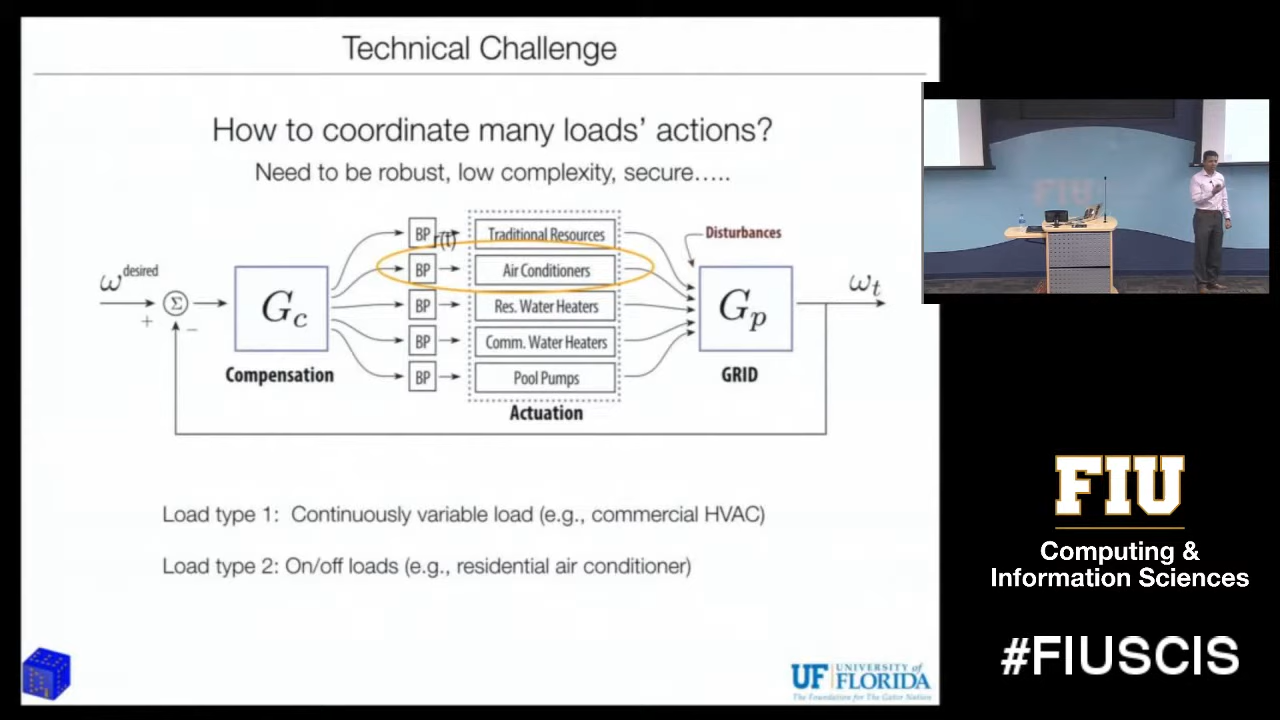 Technical Challenge
How to coordinate many loads' actions?
Need to be robust, low complexity, secure.....
BP r(t) Traditional Resources
Disturbances
BP Air Conditioners
ω^desired
Σ
+
−
G_c
Compensation
BP Res. Water Heaters
BP Comm. Water Heaters
BP Pool Pumps
Actuation
G_p
GRID
ω_t
Load type 1: Continuously variable load (e.g., commercial HVAC)
Load type 2: On/off loads (e.g., residential air conditioner)
UF UNIVERSITY of FLORIDA
The Foundation for The Gator Nation
FIU
FIU
Computing &
Information Sciences
#FIUSCIS